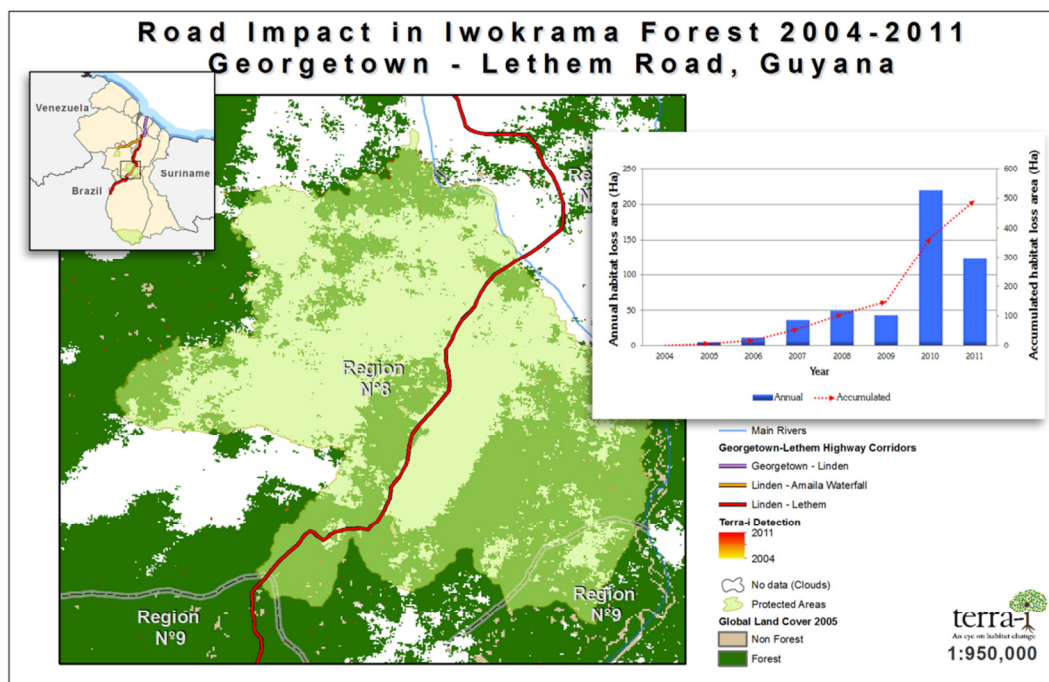 Road Impact in Iwokrama Forest 2004-2011
Georgetown - Lethem Road, Guyana
Venezuela
Suriname
Brazil
Region
Nº8
Region
Nº9
Region
Nº9
Re
N
Annual habitat loss area (Ha)
250
200
150
100
50
0
2004
2005
2006
2007
2008
2009
2010
2011
Year
600
500
400
300
200
100
0
Accumulated habitat loss area (Ha)
Annual
Accumulated
Main Rivers
Georgetown-Lethem Highway Corridors
Georgetown - Linden
Linden - Amaila Waterfall
Linden - Lethem
Terra-i Detection
2011
2004
No data (Clouds)
Protected Areas
Global Land Cover 2005
Non Forest
Forest
terra-i
An eye on habitat change
1:950,000